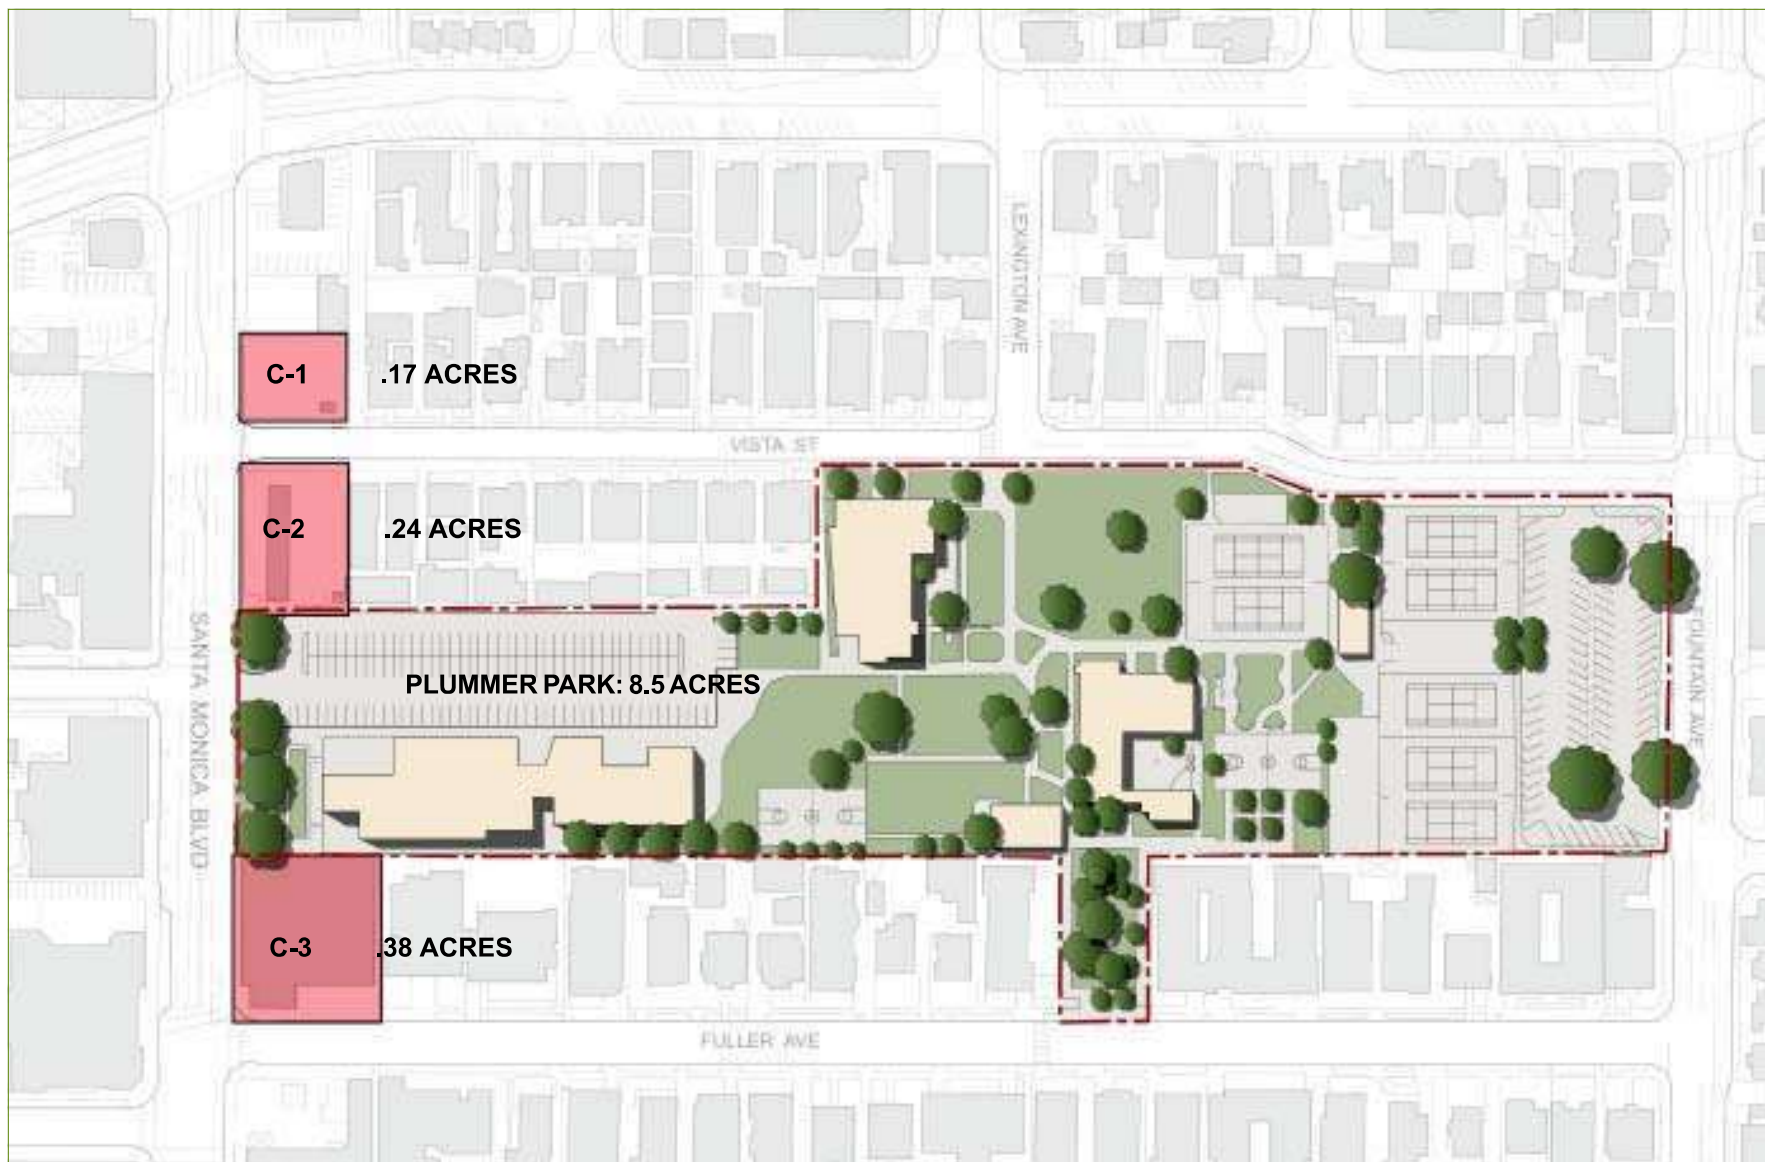 LEXINGTON AVE
C-1 .17 ACRES
VISTA ST
C-2 .24 ACRES
SANTA MONICA BLVD
PLUMMER PARK: 8.5 ACRES
FOUNTAIN AVE
C-3 .38 ACRES
FULLER AVE